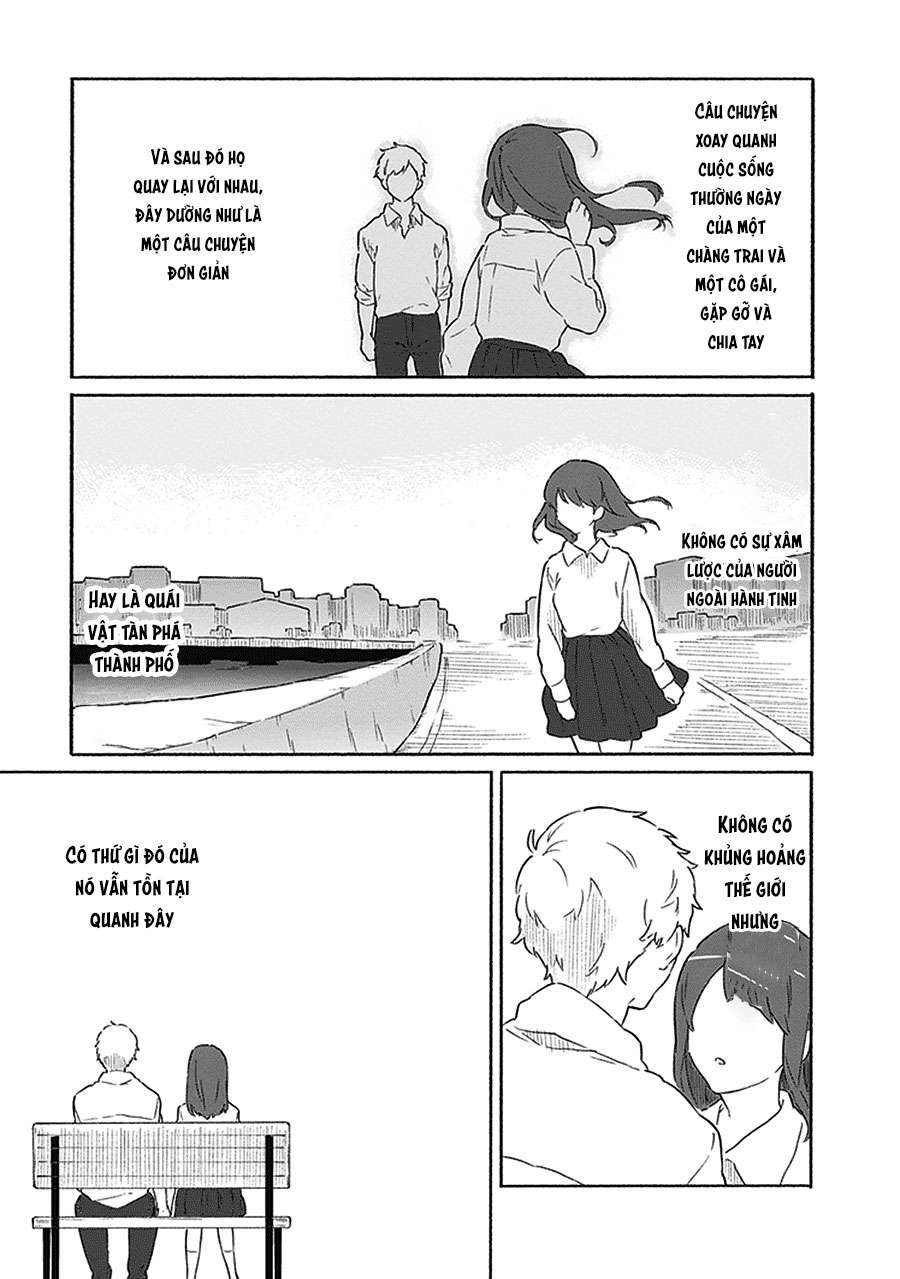 CÂU CHUYỆN
XOAY QUANH
CUỘC SỐNG
THƯỜNG NGÀY
CỦA MỘT
CHÀNG TRAI VÀ
MỘT CÔ GÁI,
GẶP GỠ VÀ
CHIA TAY
VÀ SAU ĐÓ HỌ
QUAY LẠI VỚI NHAU,
ĐÂY DƯỜNG NHƯ LÀ
MỘT CÂU CHUYỆN
ĐƠN GIẢN
KHÔNG CÓ SỰ XÂM
LƯỢC CỦA NGƯỜI
NGOÀI HÀNH TINH
HAY LÀ QUÁI
VẬT TÀN PHÁ
THÀNH PHỐ
KHÔNG CÓ
KHỦNG HOẢNG
THẾ GIỚI
NHƯNG
CÓ THỨ GÌ ĐÓ CỦA
NÓ VẪN TỒN TẠI
QUANH ĐÂY